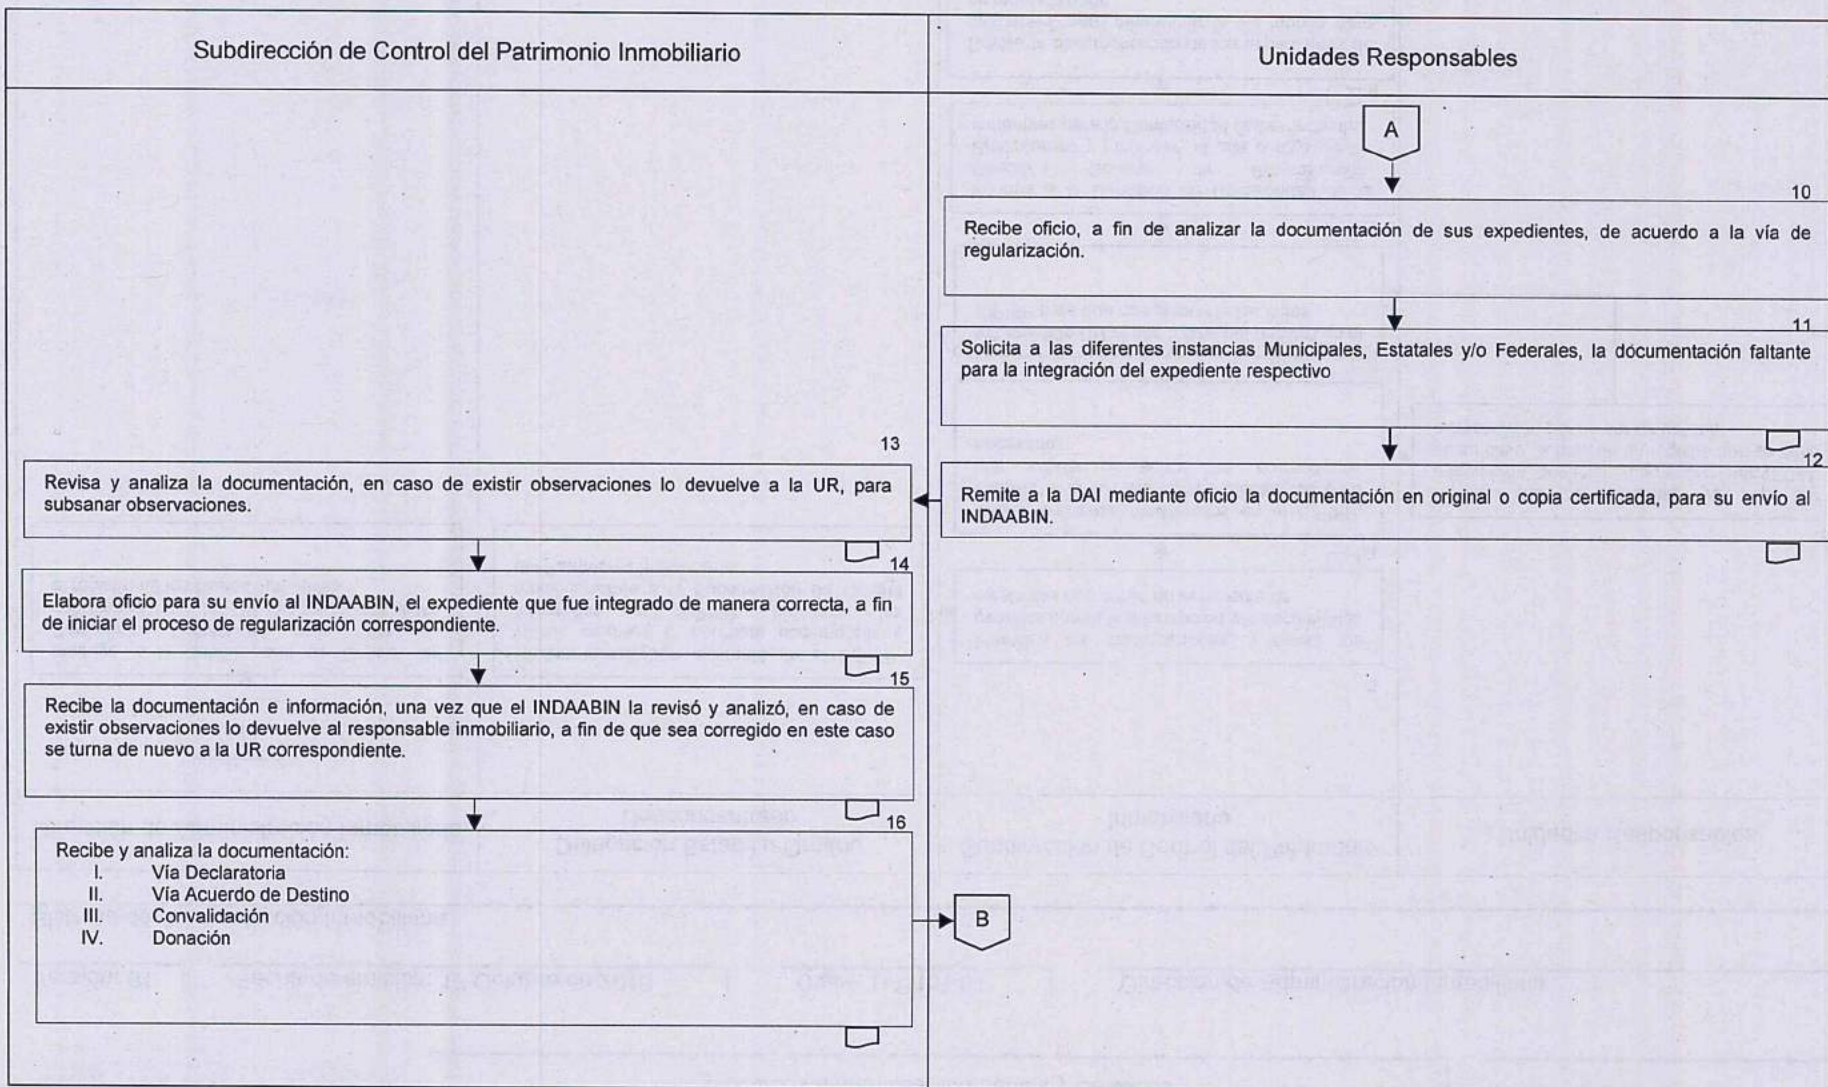 Subdirección de Control del Patrimonio Inmobiliario
Unidades Responsables
A
10
Recibe oficio, a fin de analizar la documentación de sus expedientes, de acuerdo a la vía de
regularización.
11
Solicita a las diferentes instancias Municipales, Estatales y/o Federales, la documentación faltante
para la integración del expediente respectivo
12
Remite a la DAI mediante oficio la documentación en original o copia certificada, para su envío al
INDAABIN.
13
Revisa y analiza la documentación, en caso de existir observaciones lo devuelve a la UR, para
subsanar observaciones.
14
Elabora oficio para su envío al INDAABIN, el expediente que fue integrado de manera correcta, a fin
de iniciar el proceso de regularización correspondiente.
15
Recibe la documentación e información, una vez que el INDAABIN la revisó y analizó, en caso de
existir observaciones lo devuelve al responsable inmobiliario, a fin de que sea corregido en este caso
se turna de nuevo a la UR correspondiente.
16
Recibe y analiza la documentación:
I. Vía Declaratoria
II. Vía Acuerdo de Destino
III. Convalidación
IV. Donación
B